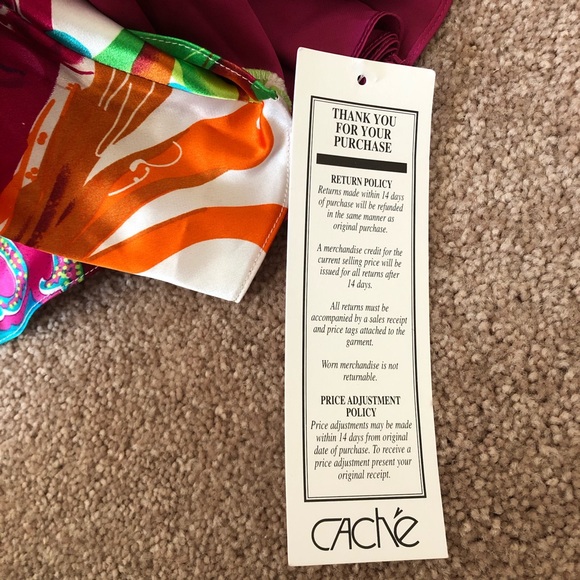 THANK YOU
FOR YOUR
PURCHASE
RETURN POLICY
Returns made within 14 days
of purchase will be refunded
in the same manner as
original purchase.
A merchandise credit for the
current selling price will be
issued for all returns after
14 days.
All returns must be
accompanied by a sales receipt
and price tags attached to the
garment.
Worn merchandise is not
returnable.
PRICE ADJUSTMENT
POLICY
Price adjustments may be made
within 14 days from original
date of purchase. To receive a
price adjustment present your
original receipt.
CAChé